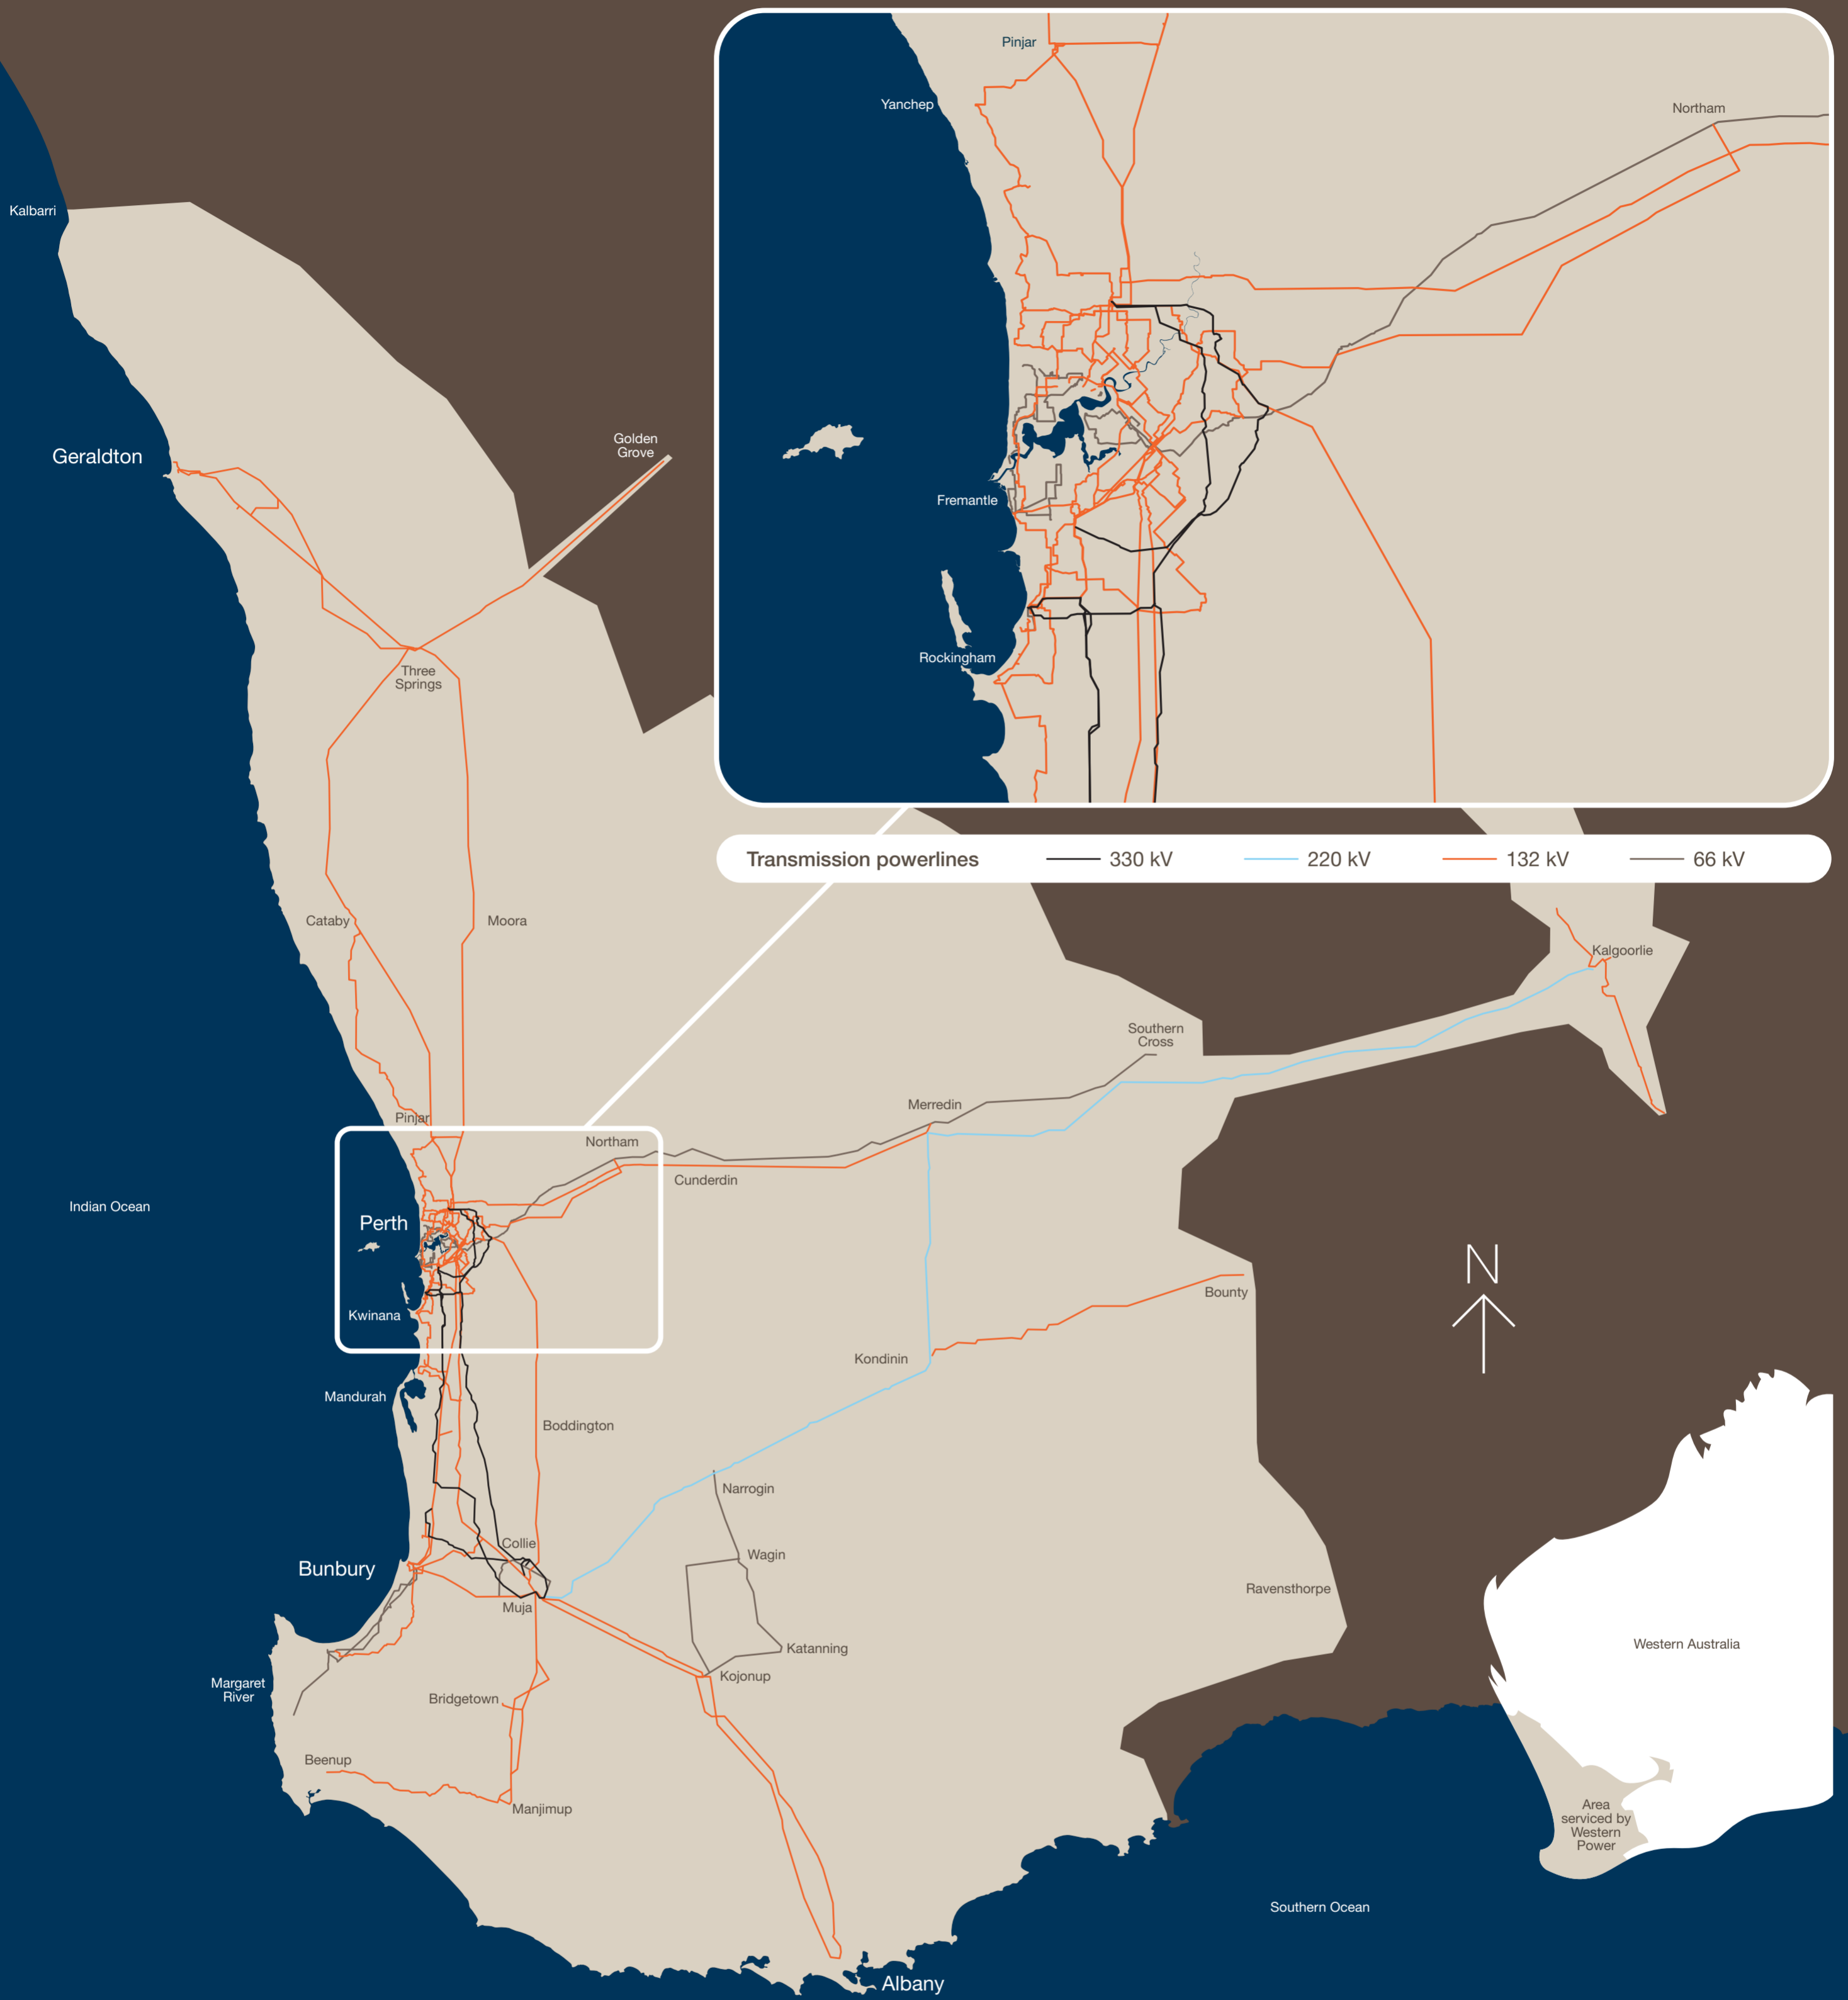 Pinjar
Yanchep
Northam
Fremantle
Rockingham
Transmission powerlines
330 kV
220 kV
132 kV
66 kV
Kalbarri
Geraldton
Golden
Grove
Three
Springs
Cataby
Moora
Kalgoorlie
Southern
Cross
Merredin
Pinjar
Northam
Cunderdin
Indian Ocean
Perth
Kwinana
Bounty
N
Kondinin
Mandurah
Boddington
Narrogin
Collie
Wagin
Bunbury
Ravensthorpe
Muja
Katanning
Western Australia
Kojonup
Margaret
River
Bridgetown
Beenup
Manjimup
Area
serviced by
Western
Power
Southern Ocean
Albany